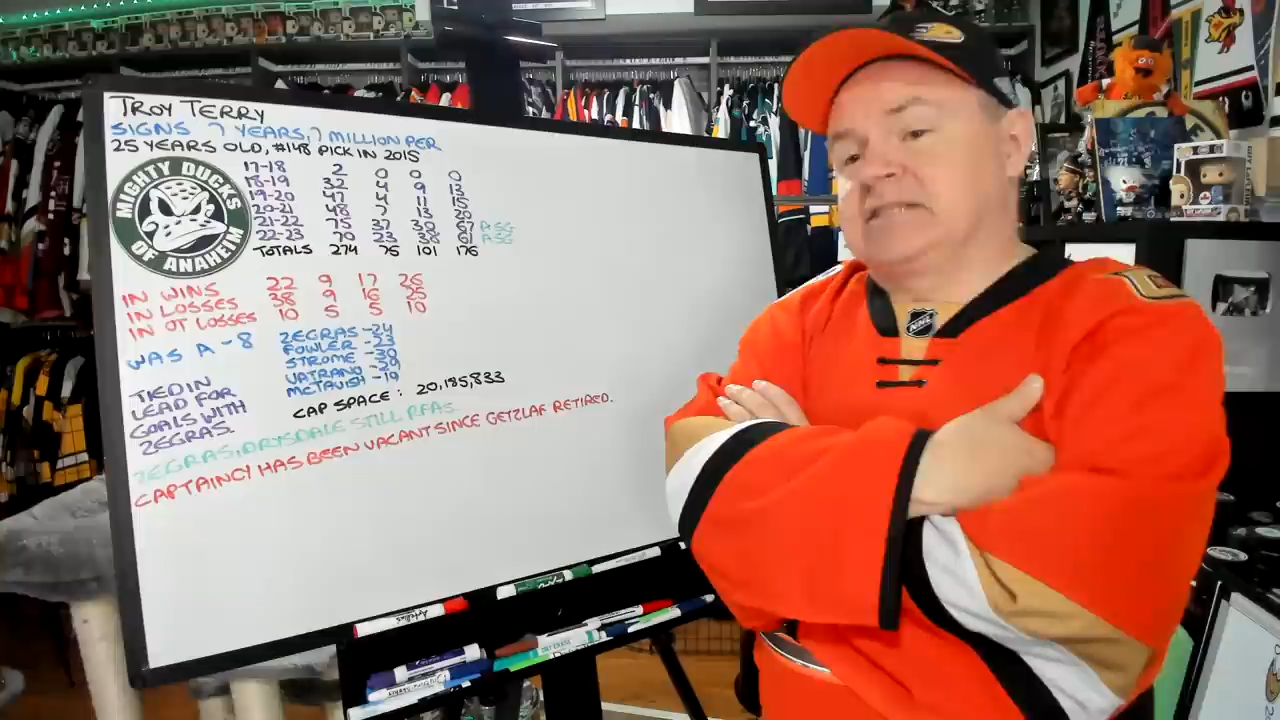 TROY TERRY
SIGNS 7 YEARS, 7 MILLION PER
25 YEARS OLD, #148 PICK IN 2015
MIGHTY DUCKS
OF ANAHEIM
17-18 2 0 0 0
18-19 32 4 9 13
19-20 47 4 11 15
20-21 48 7 13 20
21-22 75 37 30 67 ASG
22-23 70 23 38 61 ASG
TOTALS 274 75 101 176
IN WINS 22 9 17 26
IN LOSSES 38 9 16 25
IN OT LOSSES 10 5 5 10
WAS A -8
ZEGRAS -24
FOWLER -23
STROME -30
VATRANO -29
MCTAVISH -19
TIED IN
LEAD FOR
GOALS WITH
ZEGRAS.
CAP SPACE: 20,185,833
ZEGRAS, DRYSDALE STILL RFAS.
CAPTAINCY HAS BEEN VACANT SINCE GETZLAF RETIRED.
NHL